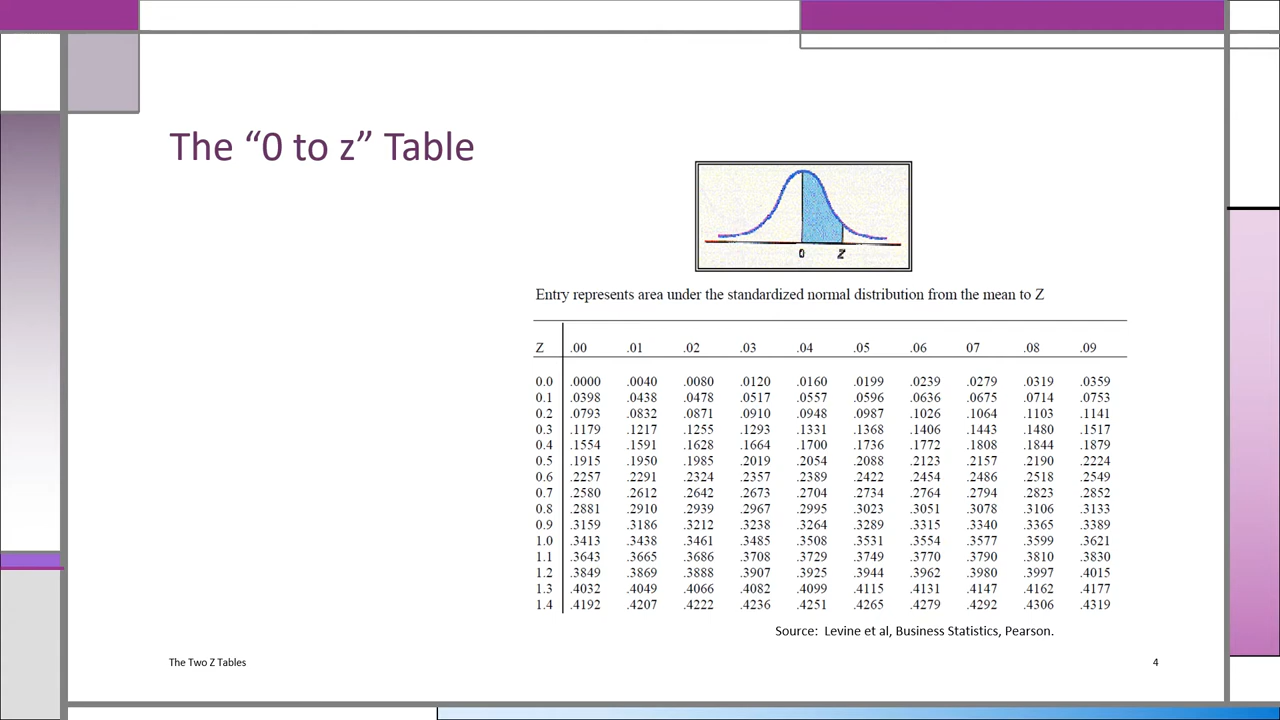 The “0 to z” Table
0 Z
Entry represents area under the standardized normal distribution from the mean to Z
Z .00 .01 .02 .03 .04 .05 .06 07 .08 .09
0.0 .0000 .0040 .0080 .0120 .0160 .0199 .0239 .0279 .0319 .0359
0.1 .0398 .0438 .0478 .0517 .0557 .0596 .0636 .0675 .0714 .0753
0.2 .0793 .0832 .0871 .0910 .0948 .0987 .1026 .1064 .1103 .1141
0.3 .1179 .1217 .1255 .1293 .1331 .1368 .1406 .1443 .1480 .1517
0.4 .1554 .1591 .1628 .1664 .1700 .1736 .1772 .1808 .1844 .1879
0.5 .1915 .1950 .1985 .2019 .2054 .2088 .2123 .2157 .2190 .2224
0.6 .2257 .2291 .2324 .2357 .2389 .2422 .2454 .2486 .2518 .2549
0.7 .2580 .2612 .2642 .2673 .2704 .2734 .2764 .2794 .2823 .2852
0.8 .2881 .2910 .2939 .2967 .2995 .3023 .3051 .3078 .3106 .3133
0.9 .3159 .3186 .3212 .3238 .3264 .3289 .3315 .3340 .3365 .3389
1.0 .3413 .3438 .3461 .3485 .3508 .3531 .3554 .3577 .3599 .3621
1.1 .3643 .3665 .3686 .3708 .3729 .3749 .3770 .3790 .3810 .3830
1.2 .3849 .3869 .3888 .3907 .3925 .3944 .3962 .3980 .3997 .4015
1.3 .4032 .4049 .4066 .4082 .4099 .4115 .4131 .4147 .4162 .4177
1.4 .4192 .4207 .4222 .4236 .4251 .4265 .4279 .4292 .4306 .4319
Source: Levine et al, Business Statistics, Pearson.
The Two Z Tables 4